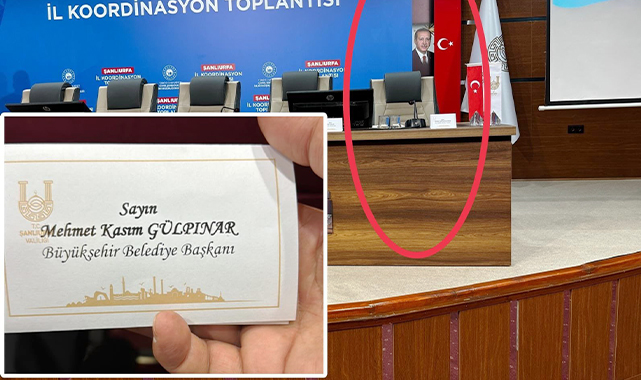 İL KOORDİNASYON TOPLANTISI
ŞANLIURFA
İL KOORDİNASYON
ŞANLIURFA
İL KOORDİNASYON
ŞANLIURFA
İL KOORDİNASYON
TOPLANTISI
Sayın
Mehmet Kasım GÜLPINAR
Büyükşehir Belediye Başkanı
T.C.
ŞANLIURFA
VALİLİĞİ